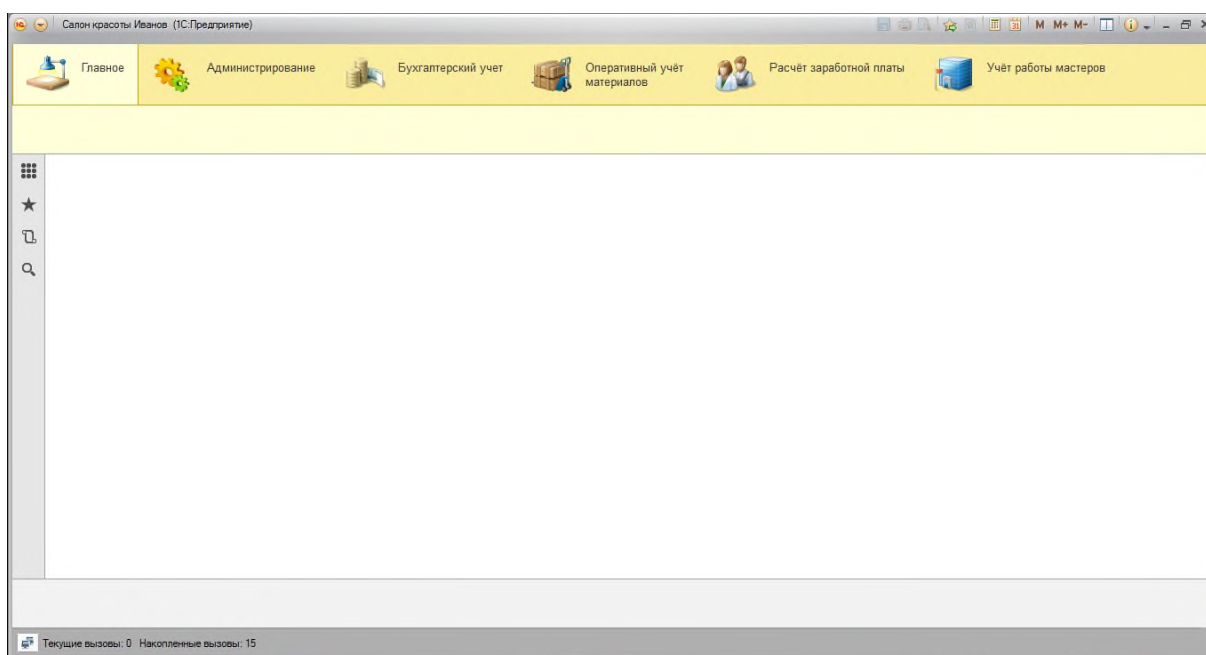 Салон красоты Иванов (1С:Предприятие)
M M+ M-
Главное
Администрирование
Бухгалтерский учет
Оперативный учёт
материалов
Расчёт заработной платы
Учёт работы мастеров
Текущие вызовы: 0 Накопленные вызовы: 15